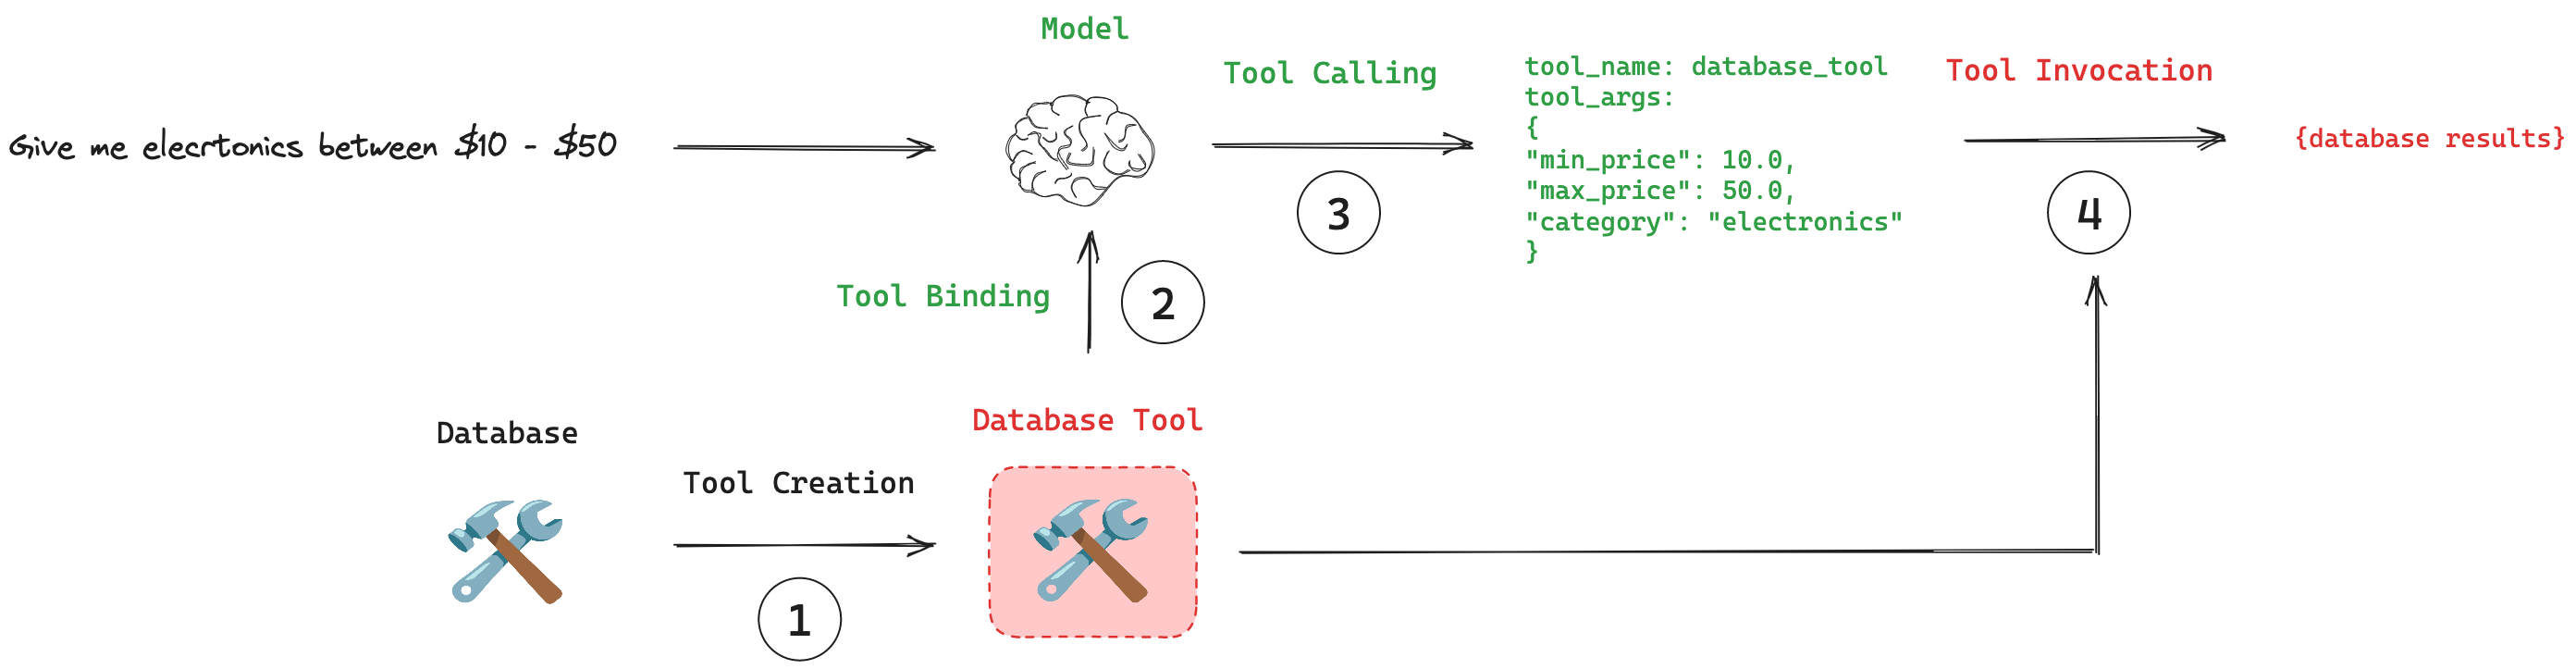 Model
Tool Calling
tool_name: database_tool
tool_args:
{
"min_price": 10.0,
"max_price": 50.0,
"category": "electronics"
}
Tool Invocation
Give me elecrtonics between $10 - $50
{database results}
3
4
Tool Binding
2
Database
Database Tool
Tool Creation
1